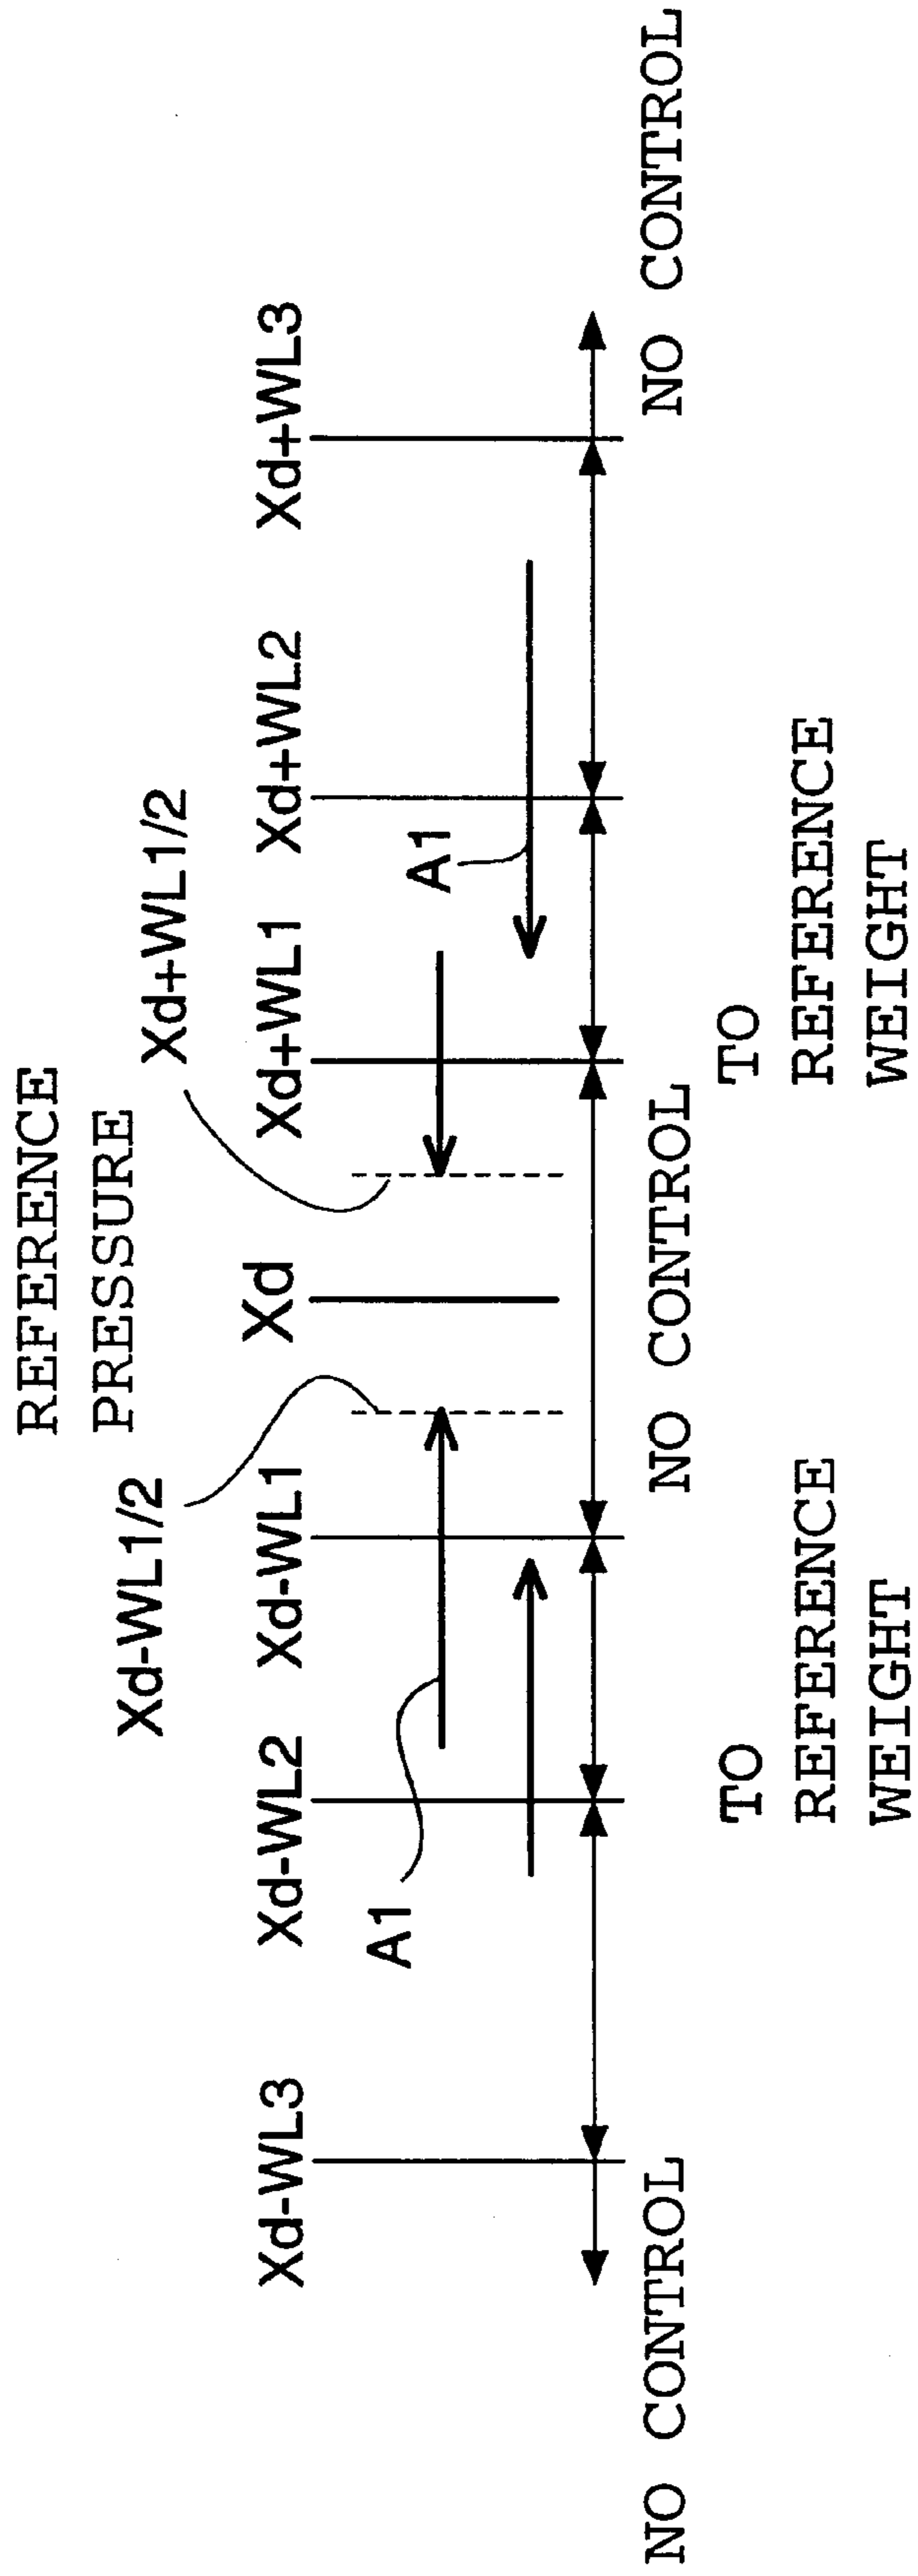 REFERENCE
PRESSURE
Xd-WL1/2
Xd+WL1/2
Xd-WL3
Xd-WL2
Xd-WL1
Xd
Xd+WL1
Xd+WL2
Xd+WL3
A1
A1
NO CONTROL
NO CONTROL
NO CONTROL
TO
REFERENCE
WEIGHT
TO
REFERENCE
WEIGHT